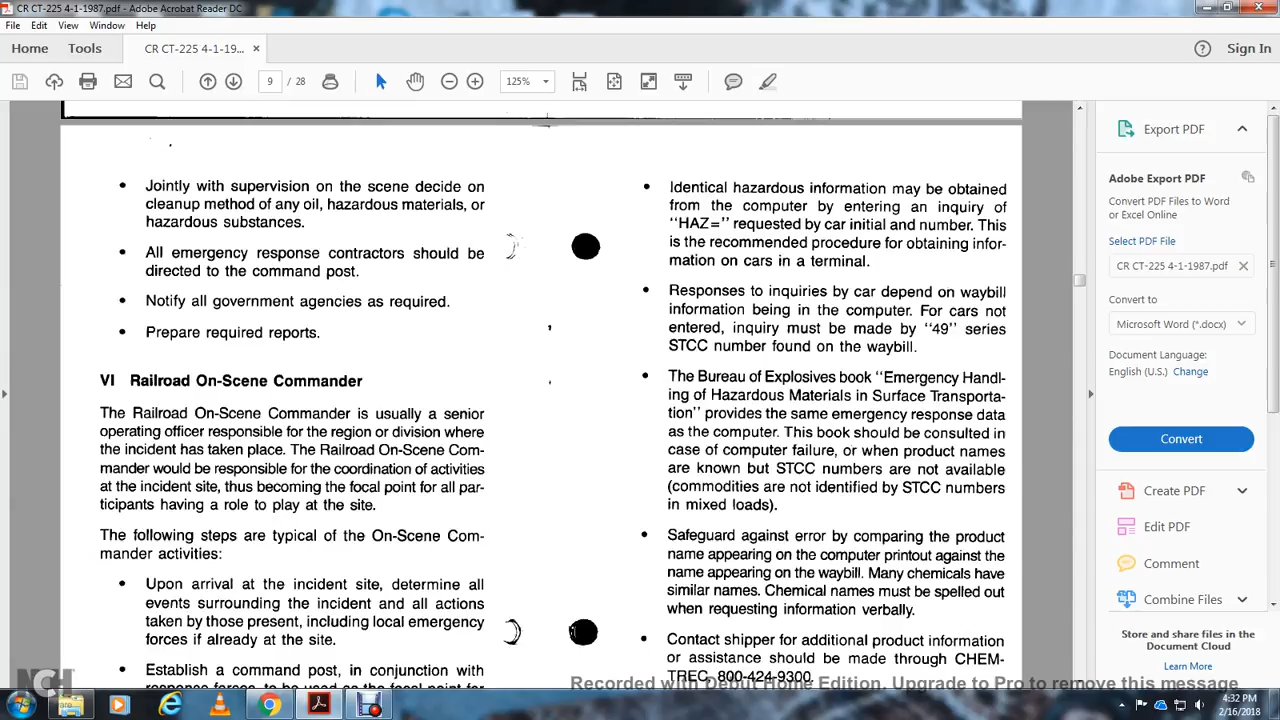 CR CT-225 4-1-1987.pdf - Adobe Acrobat Reader DC
File Edit View Window Help
Home Tools CR CT-225 4-1-19... × Sign In
9 / 28 125%
Jointly with supervision on the scene decide on
cleanup method of any oil, hazardous materials, or
hazardous substances.
All emergency response contractors should be
directed to the command post.
Notify all government agencies as required.
Prepare required reports.
VI Railroad On-Scene Commander
The Railroad On-Scene Commander is usually a senior
operating officer responsible for the region or division where
the incident has taken place. The Railroad On-Scene Com-
mander would be responsible for the coordination of activities
at the incident site, thus becoming the focal point for all par-
ticipants having a role to play at the site.
The following steps are typical of the On-Scene Com-
mander activities:
Upon arrival at the incident site, determine all
events surrounding the incident and all actions
taken by those present, including local emergency
forces if already at the site.
Establish a command post, in conjunction with
response forces, to be used as the focal point for
Identical hazardous information may be obtained
from the computer by entering an inquiry of
"HAZ=" requested by car initial and number. This
is the recommended procedure for obtaining infor-
mation on cars in a terminal.
Responses to inquiries by car depend on waybill
information being in the computer. For cars not
entered, inquiry must be made by "49" series
STCC number found on the waybill.
The Bureau of Explosives book "Emergency Handl-
ing of Hazardous Materials in Surface Transporta-
tion" provides the same emergency response data
as the computer. This book should be consulted in
case of computer failure, or when product names
are known but STCC numbers are not available
(commodities are not identified by STCC numbers
in mixed loads).
Safeguard against error by comparing the product
name appearing on the computer printout against the
name appearing on the waybill. Many chemicals have
similar names. Chemical names must be spelled out
when requesting information verbally.
Contact shipper for additional product information
or assistance should be made through CHEM-
TREC, 800-424-9300.
Export PDF
Adobe Export PDF
Convert PDF Files to Word
or Excel Online
Select PDF File
CR CT-225 4-1-1987.pdf
Convert to
Microsoft Word (*.docx)
Document Language:
English (U.S.) Change
Convert
Create PDF
Edit PDF
Comment
Combine Files
Store and share files in the
Document Cloud
Learn More
NCH
Recorded with Debut Home Edition. Upgrade to Pro to remove this message
4:32 PM
2/16/2018